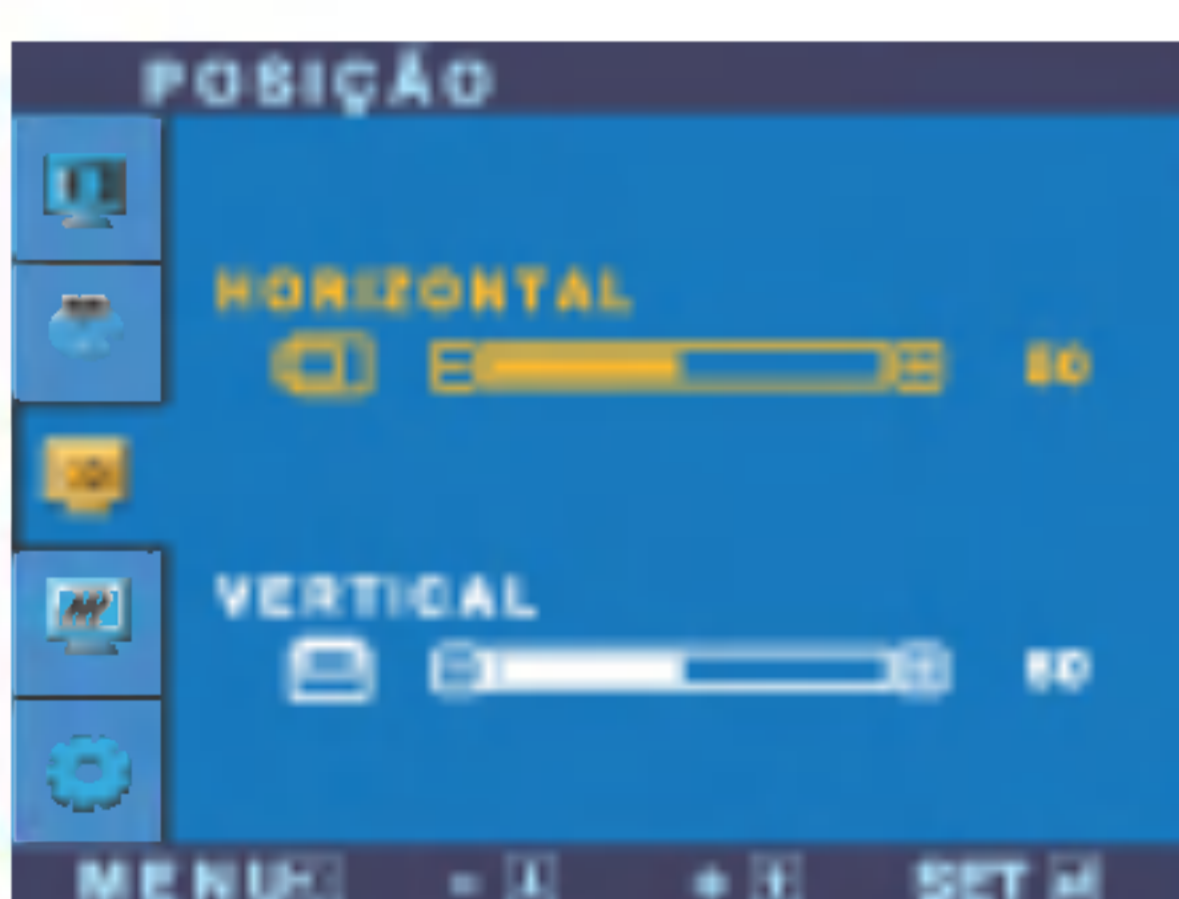 POSIÇÃO
HORIZONTAL
50
VERTICAL
50
MENU - + SET